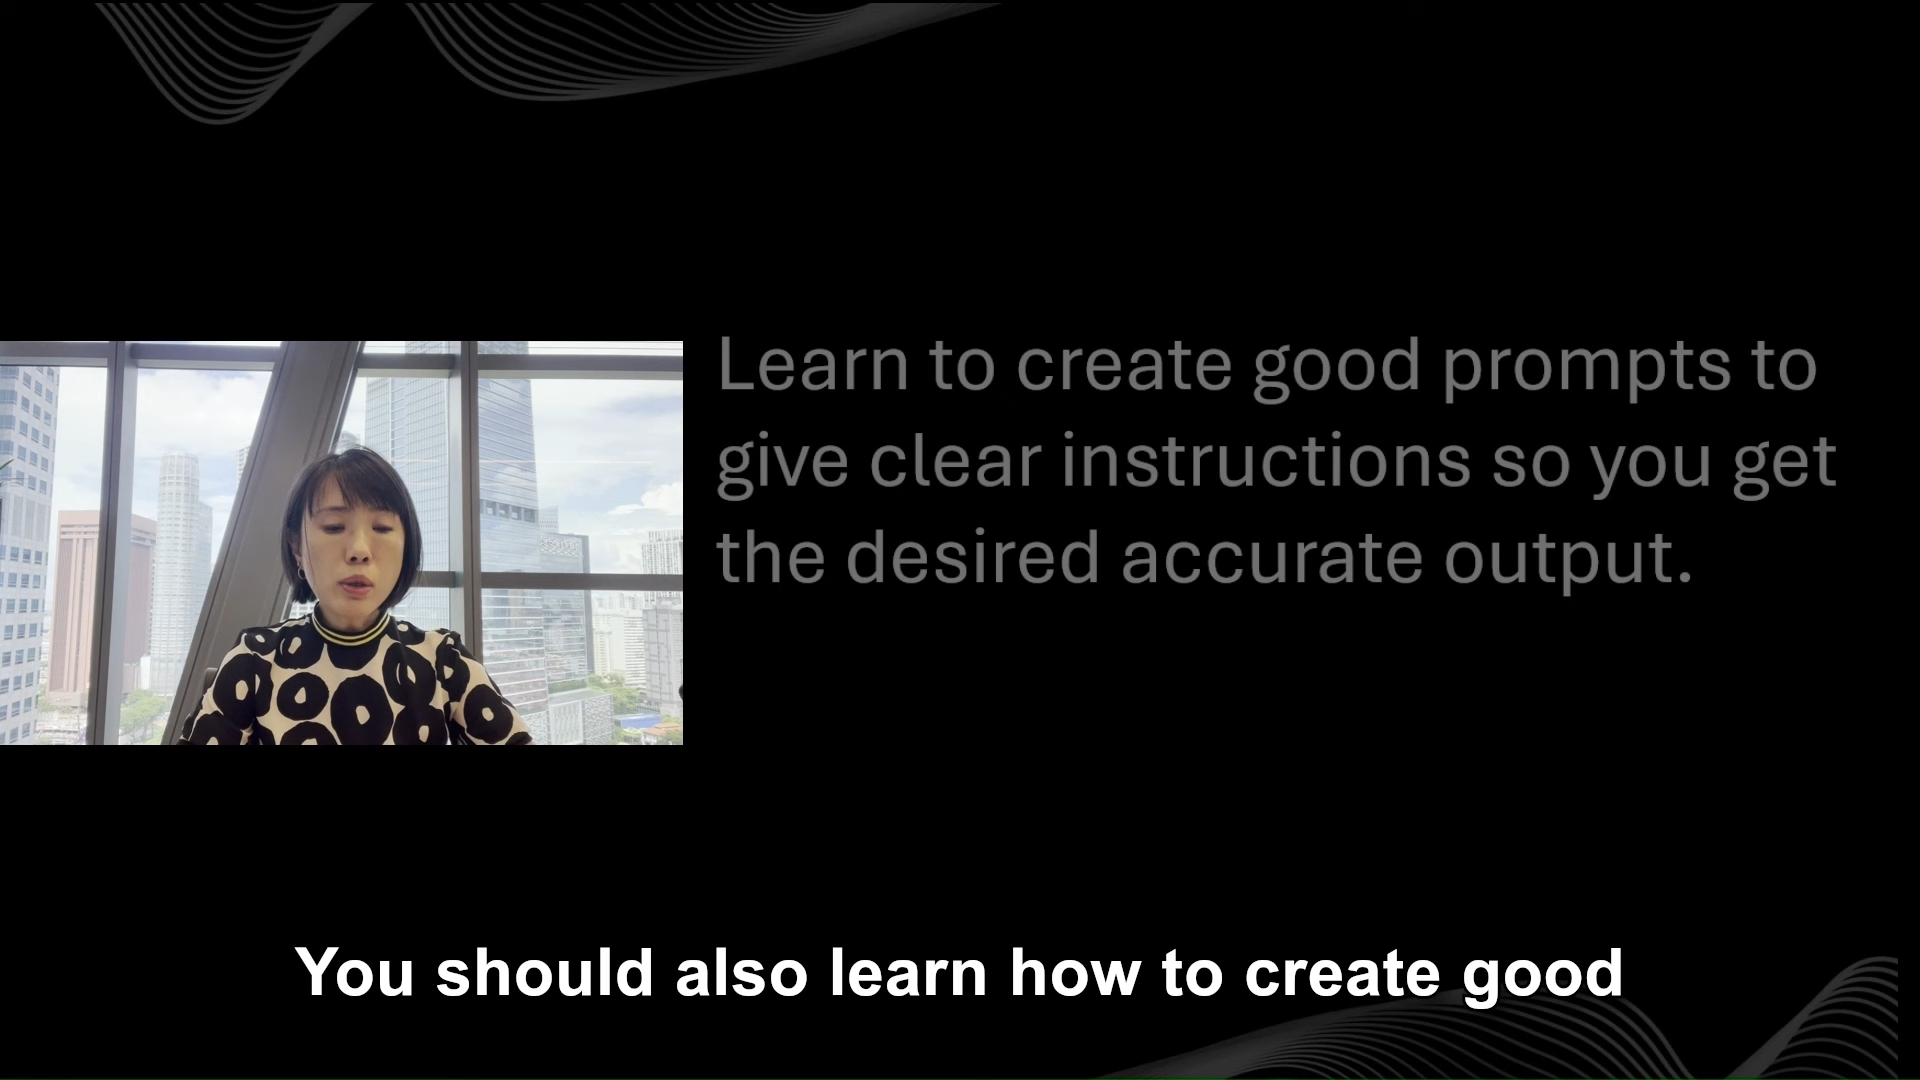 Learn to create good prompts to
give clear instructions so you get
the desired accurate output.
You should also learn how to create good